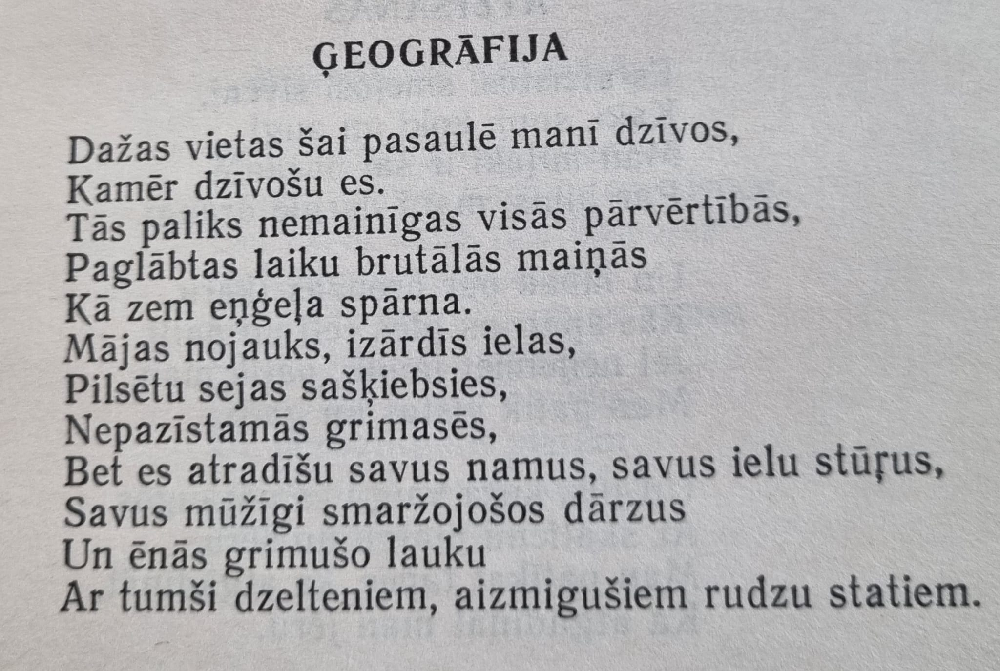 ĢEOGRĀFIJA
Dažas vietas šai pasaulē manī dzīvos,
Kamēr dzīvošu es.
Tās paliks nemainīgas visās pārvērtībās,
Paglābtas laiku brutālās maiņās
Kā zem eņģeļa spārna.
Mājas nojauks, izārdīs ielas,
Pilsētu sejas sašķiebsies,
Nepazīstamās grimasēs,
Bet es atradīšu savus namus, savus ielu stūŗus,
Savus mūžīgi smaržojošos dārzus
Un ēnās grimušo lauku
Ar tumši dzelteniem, aizmigušiem rudzu statiem.